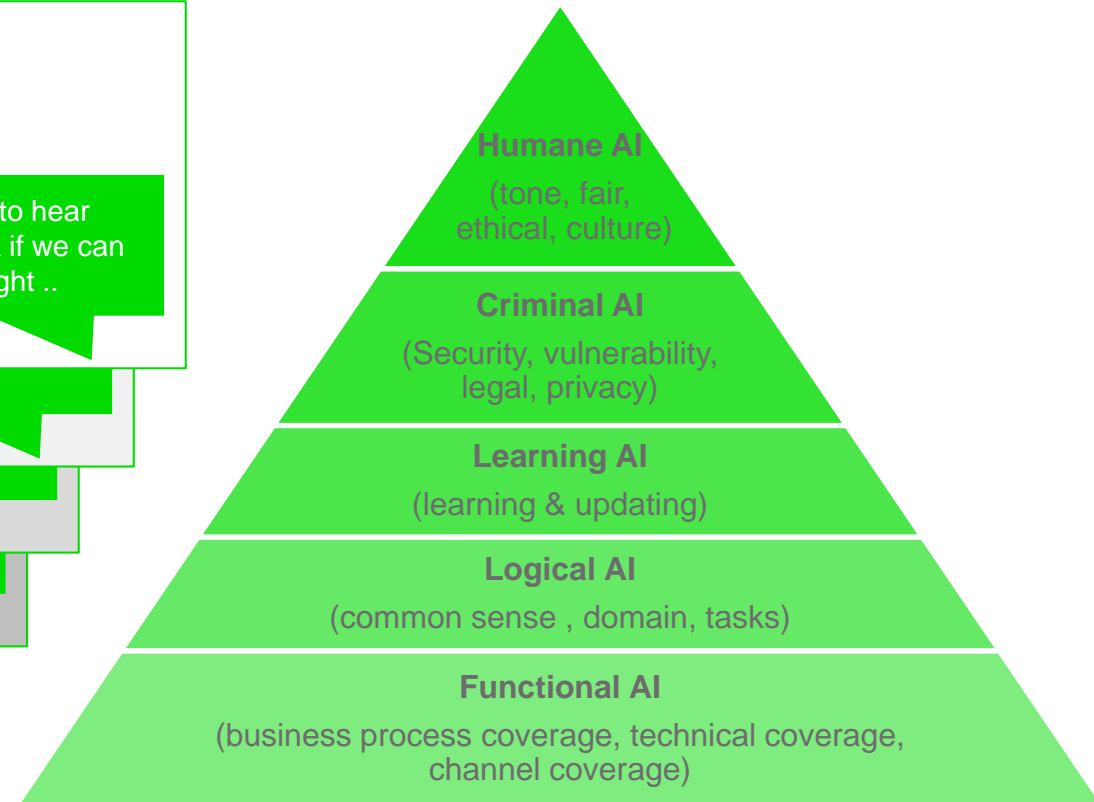 to hear
if we can
ght ..
Humane AI
(tone, fair,
ethical, culture)
Criminal AI
(Security, vulnerability,
legal, privacy)
Learning AI
(learning & updating)
Logical AI
(common sense , domain, tasks)
Functional AI
(business process coverage, technical coverage,
channel coverage)